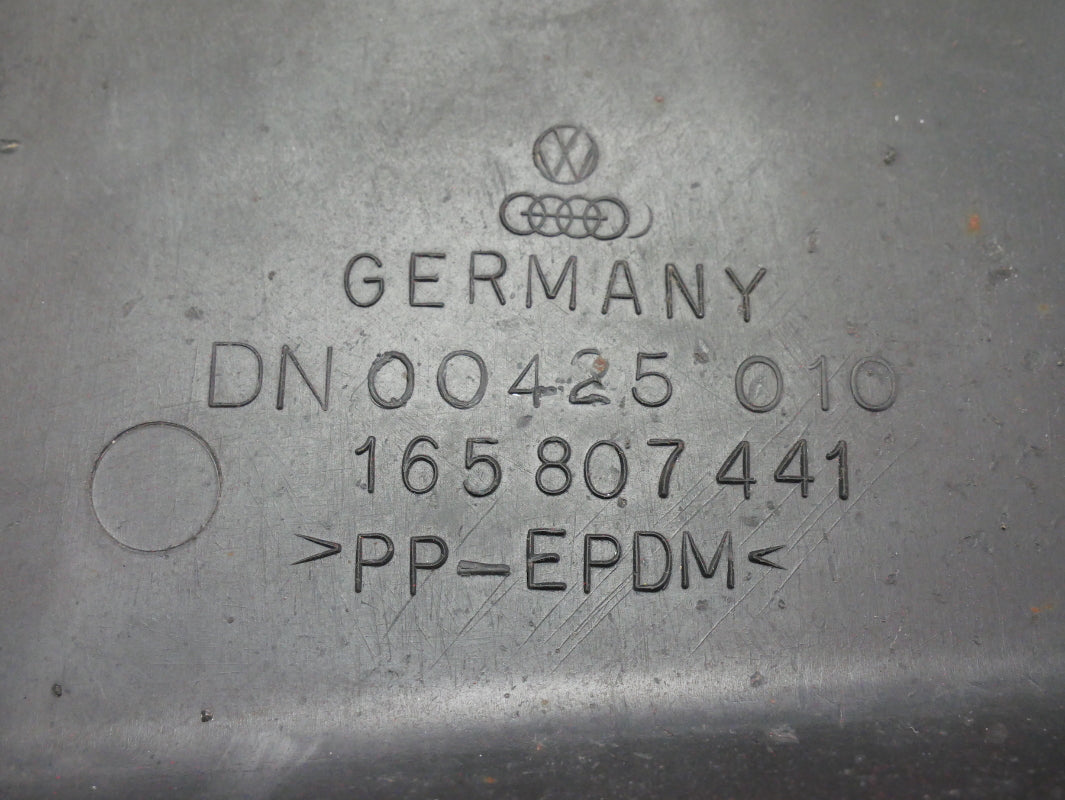 GERMANY
DN 00425 010
165 807 441
>PP-EPDM<